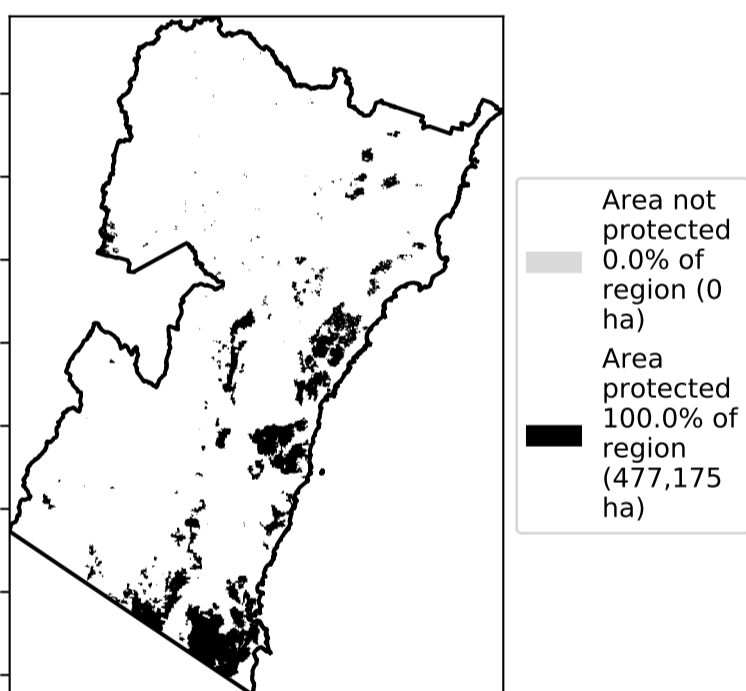 Area not
protected
0.0% of
region (0
ha)
Area
protected
100.0% of
region
(477,175
ha)